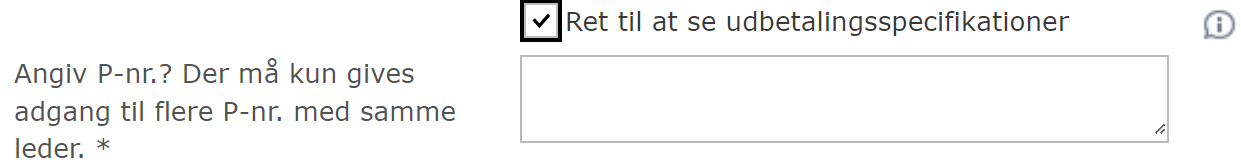 Ret til at se udbetalingsspecifikationer
Angiv P-nr.? Der må kun gives
adgang til flere P-nr. med samme
leder. *